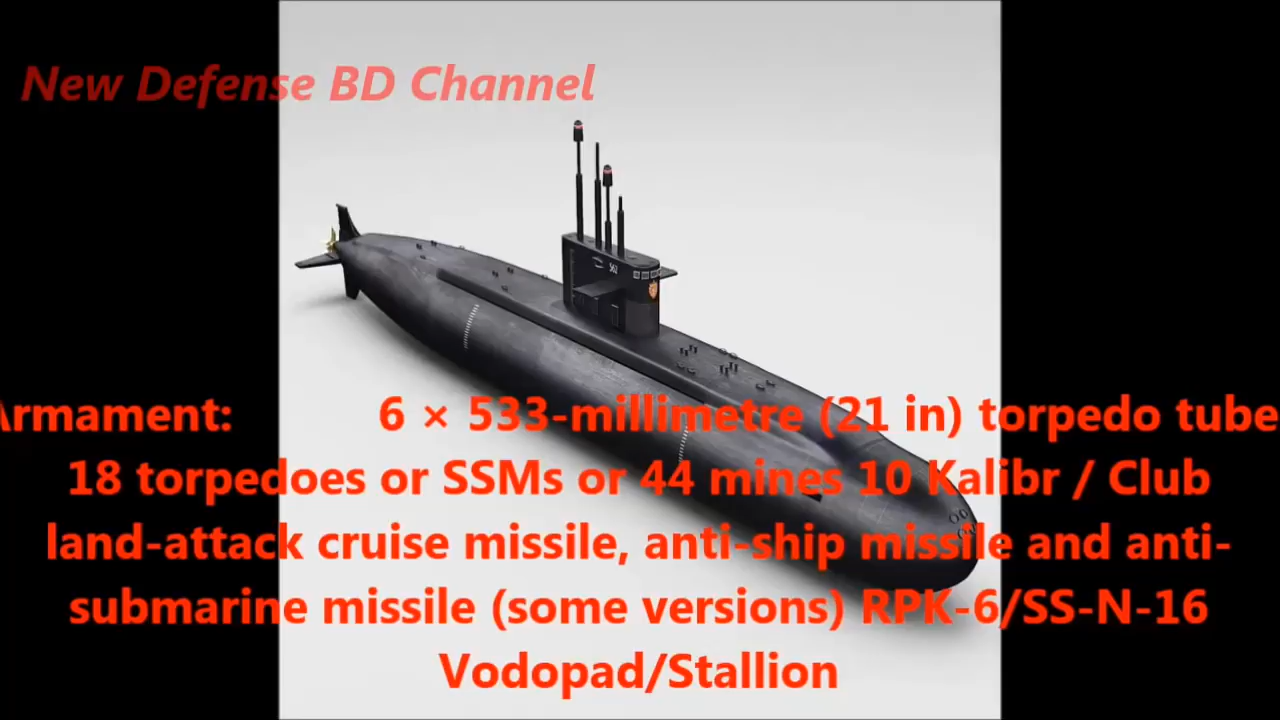 New Defense BD Channel
Armament: 6 × 533-millimetre (21 in) torpedo tube
18 torpedoes or SSMs or 44 mines 10 Kalibr / Club
land-attack cruise missile, anti-ship missile and anti-
submarine missile (some versions) RPK-6/SS-N-16
Vodopad/Stallion